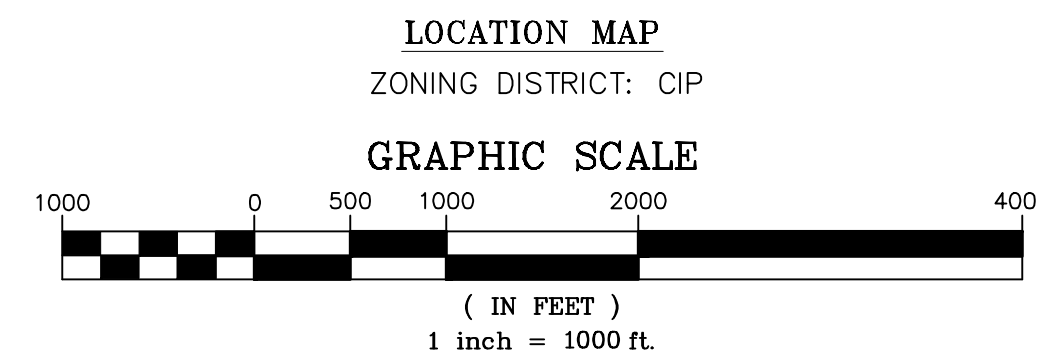 LOCATION MAP
ZONING DISTRICT: CIP
GRAPHIC SCALE
1000 0 500 1000 2000 400
( IN FEET )
1 inch = 1000 ft.